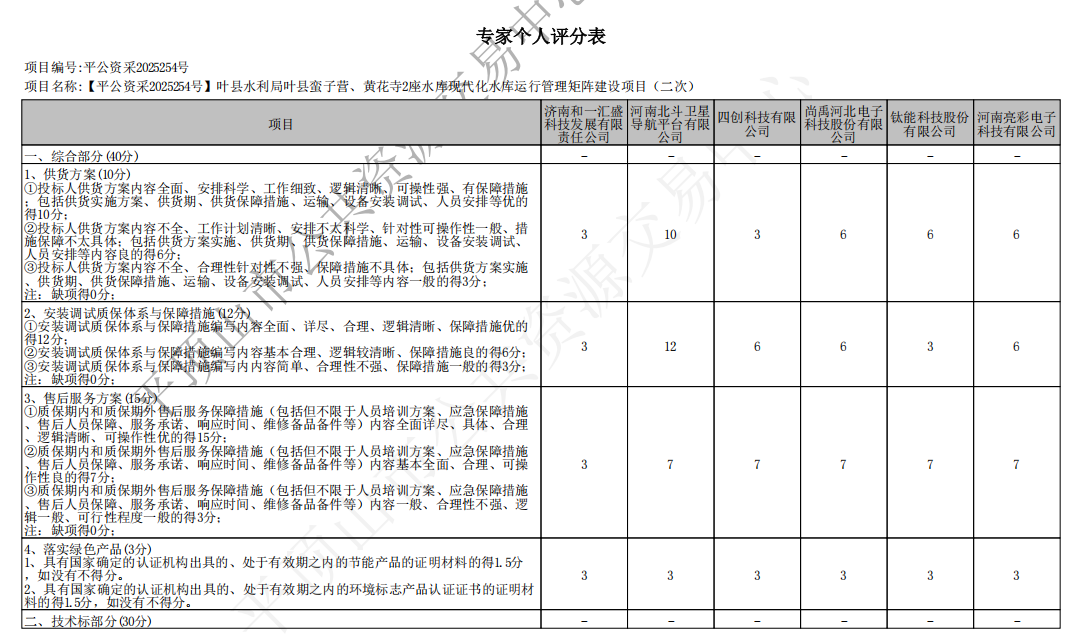 专家个人评分表
项目编号:平公资采2025254号
项目名称:【平公资采2025254号】叶县水利局叶县蛮子营、黄花寺2座水库现代化水库运行管理矩阵建设项目（二次）
项目
济南和一汇盛
科技发展有限
责任公司
河南北斗卫星
导航平台有限
公司
四创科技有限
公司
尚禹河北电子
科技股份有限
公司
钛能科技股份
有限公司
河南亮彩电子
科技有限公司
一、综合部分(40分) – – – – – –
1、供货方案(10分)
①投标人供货方案内容全面、安排科学、工作细致、逻辑清晰、可操性强、有保障措施
；包括供货实施方案、供货期、供货保障措施、运输、设备安装调试、人员安排等优的
得10分；
②投标人供货方案内容不全、工作计划清晰、安排不太科学、针对性可操作性一般、措
施保障不太具体；包括供货方案实施、供货期、供货保障措施、运输、设备安装调试、
人员安排等内容良的得6分；
③投标人供货方案内容不全、合理性针对性不强、保障措施不具体；包括供货方案实施
、供货期、供货保障措施、运输、设备安装调试、人员安排等内容一般的得3分；
注：缺项得0分；
3 10 3 6 6 6
2、安装调试质保体系与保障措施(12分)
①安装调试质保体系与保障措施编写内容全面、详尽、合理、逻辑清晰、保障措施优的
得12分；
②安装调试质保体系与保障措施编写内容基本合理、逻辑较清晰、保障措施良的得6分；
③安装调试质保体系与保障措施编写内内容简单、合理性不强、保障措施一般的得3分；
注：缺项得0分；
3 12 6 6 3 6
3、售后服务方案(15分)
①质保期内和质保期外售后服务保障措施（包括但不限于人员培训方案、应急保障措施
、售后人员保障、服务承诺、响应时间、维修备品备件等）内容全面详尽、具体、合理
、逻辑清晰、可操作性优的得15分；
②质保期内和质保期外售后服务保障措施（包括但不限于人员培训方案、应急保障措施
、售后人员保障、服务承诺、响应时间、维修备品备件等）内容基本全面、合理、可操
作性良的得7分；
③质保期内和质保期外售后服务保障措施（包括但不限于人员培训方案、应急保障措施
、售后人员保障、服务承诺、响应时间、维修备品备件等）内容一般、合理性不强、逻
辑一般、可行性程度一般的得3分；
注：缺项得0分；
3 7 7 7 7 7
4、落实绿色产品(3分)
1、具有国家确定的认证机构出具的、处于有效期之内的节能产品的证明材料的得1.5分
，如没有不得分。
2、具有国家确定的认证机构出具的、处于有效期之内的环境标志产品认证证书的证明材
料的得1.5分，如没有不得分。
3 3 3 3 3 3
二、技术标部分(30分) – – – – – –
平顶山市公共资源交易中心
平顶山市公共资源交易中心